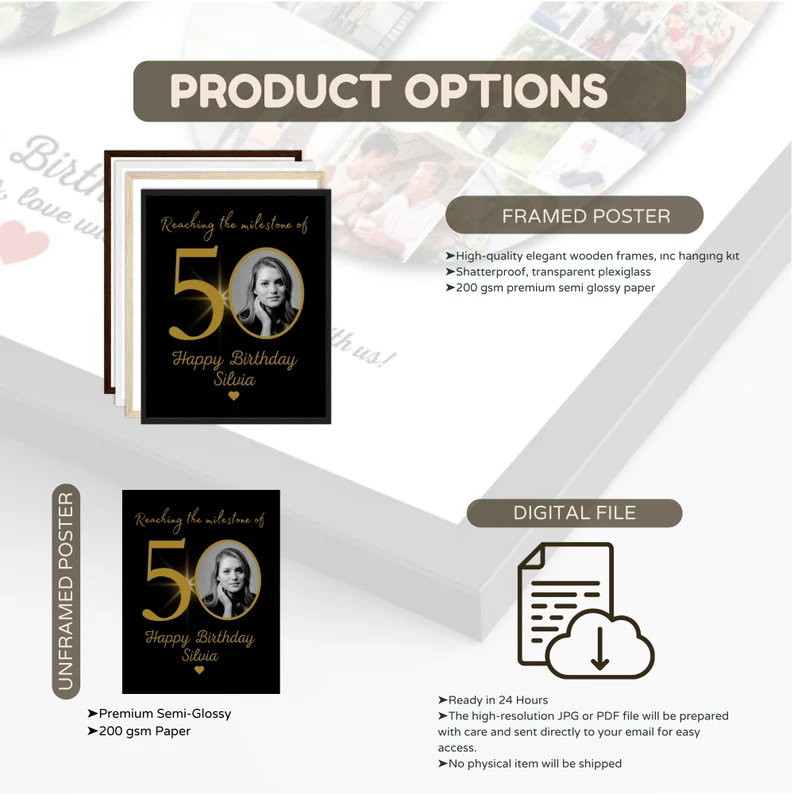 PRODUCT OPTIONS
Birth
love
with us!
Reaching the milestone of
50
Happy Birthday
Silvia
FRAMED POSTER
➤High-quality elegant wooden frames, inc hanging kit
➤Shatterproof, transparent plexiglass
➤200 gsm premium semi glossy paper
UNFRAMED POSTER
Reaching the milestone of
50
Happy Birthday
Silvia
➤Premium Semi-Glossy
➤200 gsm Paper
DIGITAL FILE
➤Ready in 24 Hours
➤The high-resolution JPG or PDF file will be prepared
with care and sent directly to your email for easy
access.
➤No physical item will be shipped